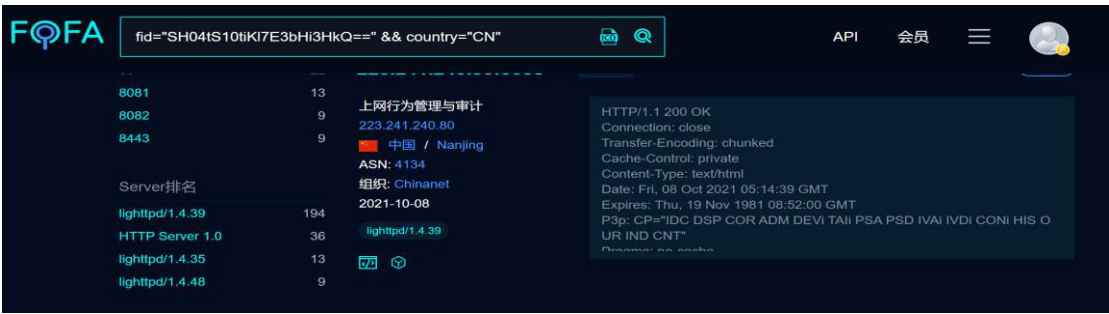 FOFA
fid="SH04tS10tiKl7E3bHi3HkQ==" && country="CN"
ICO
API
会员
8081 13
8082 9
8443 9
Server排名
lighttpd/1.4.39 194
HTTP Server 1.0 36
lighttpd/1.4.35 13
lighttpd/1.4.48 9
上网行为管理与审计
223.241.240.80
中国 / Nanjing
ASN: 4134
组织: Chinanet
2021-10-08
lighttpd/1.4.39
HTTP/1.1 200 OK
Connection: close
Transfer-Encoding: chunked
Cache-Control: private
Content-Type: text/html
Date: Fri, 08 Oct 2021 05:14:39 GMT
Expires: Thu, 19 Nov 1981 08:52:00 GMT
P3p: CP="IDC DSP COR ADM DEVi TAIi PSA PSD IVAi IVDi CONi HIS O
UR IND CNT"
Pragma: no-cache